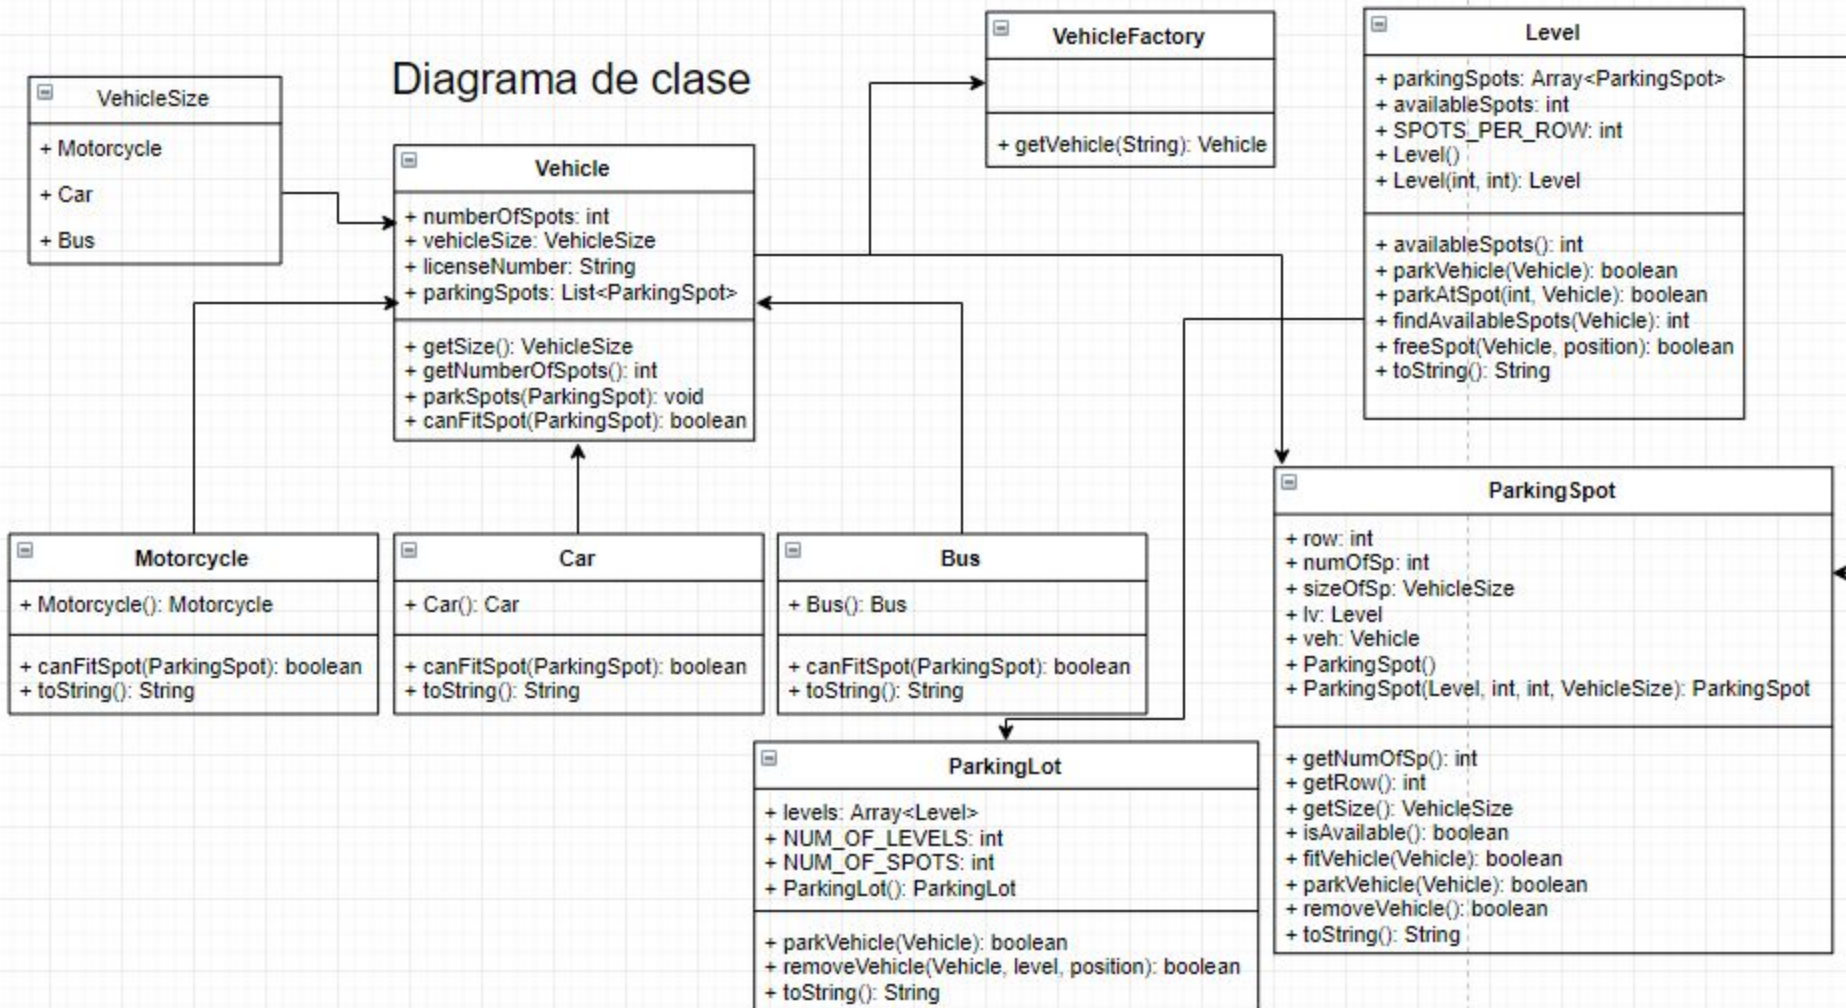 Diagrama de clase
VehicleSize
+ Motorcycle
+ Car
+ Bus
Vehicle
+ numberOfSpots: int
+ vehicleSize: VehicleSize
+ licenseNumber: String
+ parkingSpots: List<ParkingSpot>
+ getSize(): VehicleSize
+ getNumberOfSpots(): int
+ parkSpots(ParkingSpot): void
+ canFitSpot(ParkingSpot): boolean
VehicleFactory
+ getVehicle(String): Vehicle
Level
+ parkingSpots: Array<ParkingSpot>
+ availableSpots: int
+ SPOTS_PER_ROW: int
+ Level()
+ Level(int, int): Level
+ availableSpots(): int
+ parkVehicle(Vehicle): boolean
+ parkAtSpot(int, Vehicle): boolean
+ findAvailableSpots(Vehicle): int
+ freeSpot(Vehicle, position): boolean
+ toString(): String
Motorcycle
+ Motorcycle(): Motorcycle
+ canFitSpot(ParkingSpot): boolean
+ toString(): String
Car
+ Car(): Car
+ canFitSpot(ParkingSpot): boolean
+ toString(): String
Bus
+ Bus(): Bus
+ canFitSpot(ParkingSpot): boolean
+ toString(): String
ParkingSpot
+ row: int
+ numOfSp: int
+ sizeOfSp: VehicleSize
+ lv: Level
+ veh: Vehicle
+ ParkingSpot()
+ ParkingSpot(Level, int, int, VehicleSize): ParkingSpot
+ getNumOfSp(): int
+ getRow(): int
+ getSize(): VehicleSize
+ isAvailable(): boolean
+ fitVehicle(Vehicle): boolean
+ parkVehicle(Vehicle): boolean
+ removeVehicle(): boolean
+ toString(): String
ParkingLot
+ levels: Array<Level>
+ NUM_OF_LEVELS: int
+ NUM_OF_SPOTS: int
+ ParkingLot(): ParkingLot
+ parkVehicle(Vehicle): boolean
+ removeVehicle(Vehicle, level, position): boolean
+ toString(): String